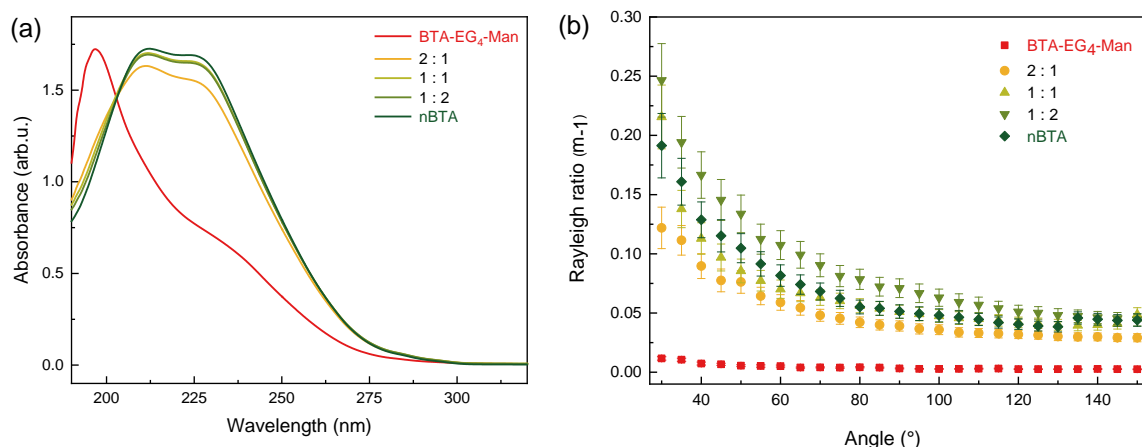 (a)
BTA-EG₄-Man
2 : 1
1 : 1
1 : 2
nBTA
1.5
1.0
0.5
0.0
Absorbance (arb.u.)
200 225 250 275 300
Wavelength (nm)
(b)
BTA-EG₄-Man
2 : 1
1 : 1
1 : 2
nBTA
0.30
0.25
0.20
0.15
0.10
0.05
0.00
Rayleigh ratio (m-1)
40 60 80 100 120 140
Angle (°)